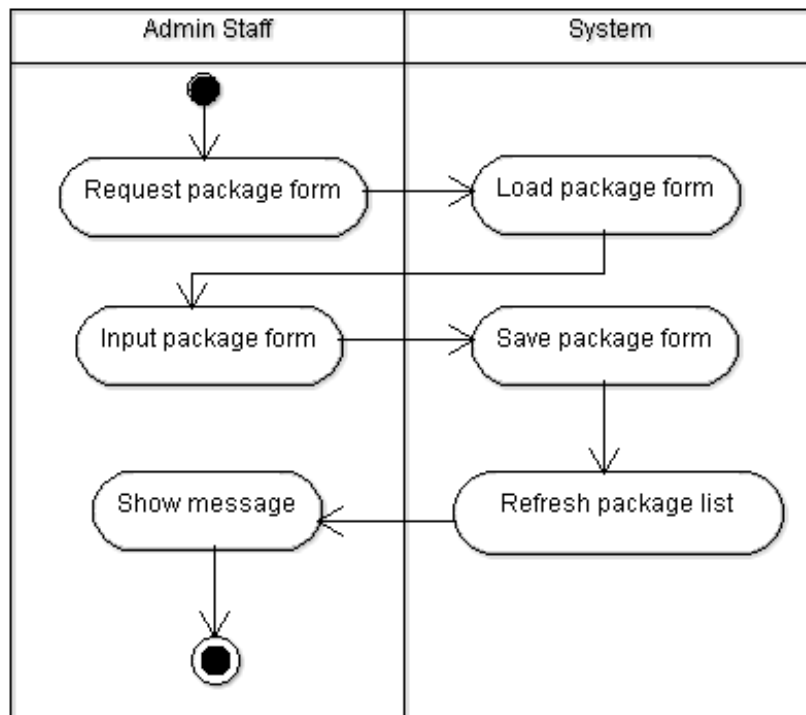 Admin Staff
System
Request package form
Load package form
Input package form
Save package form
Show message
Refresh package list